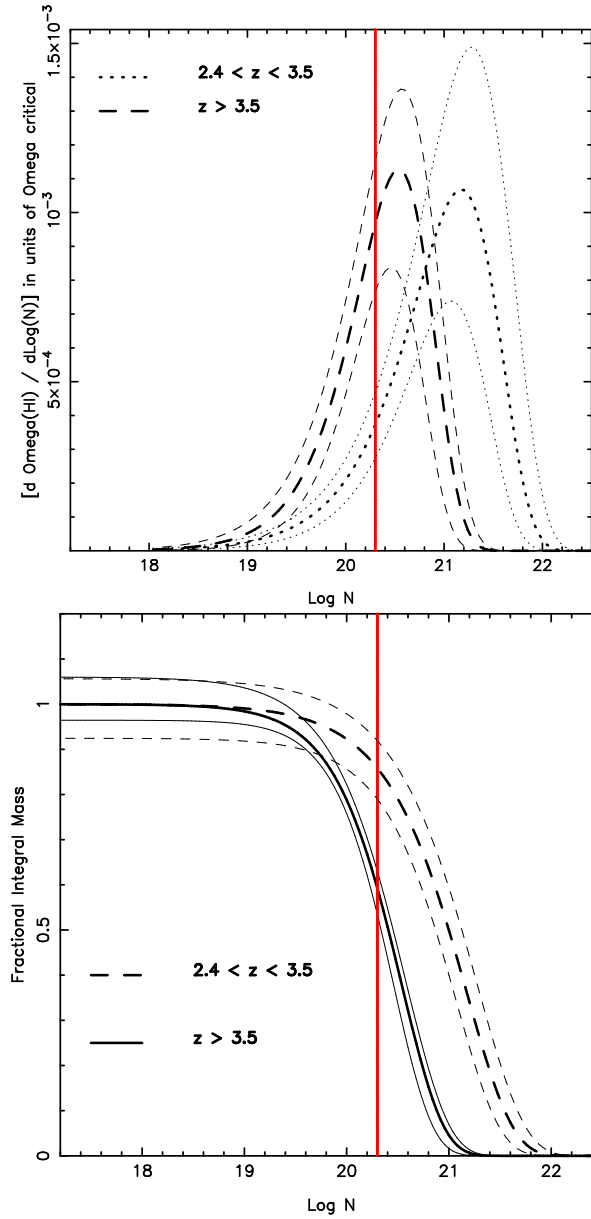 [d Omega(HI) / dLog(N)] in units of Omega critical
1.5×10⁻³
10⁻³
5×10⁻⁴
2.4 < z < 3.5
z > 3.5
18 19 20 21 22
Log N
Fractional Integral Mass
1
0.5
0
2.4 < z < 3.5
z > 3.5
18 19 20 21 22
Log N